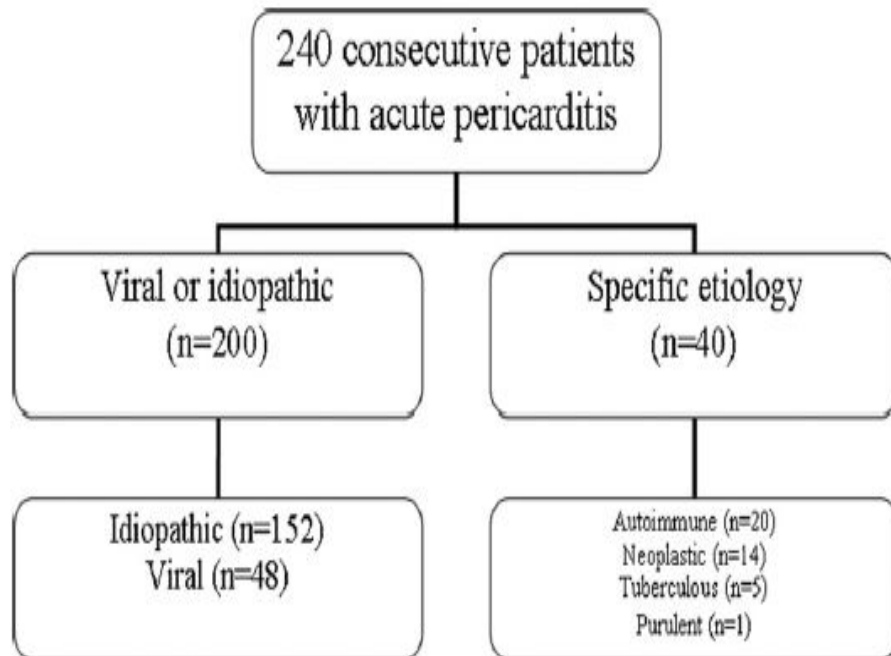 240 consecutive patients
with acute pericarditis
Viral or idiopathic
(n=200)
Specific etiology
(n=40)
Idiopathic (n=152)
Viral (n=48)
Autoimmune (n=20)
Neoplastic (n=14)
Tuberculous (n=5)
Purulent (n=1)